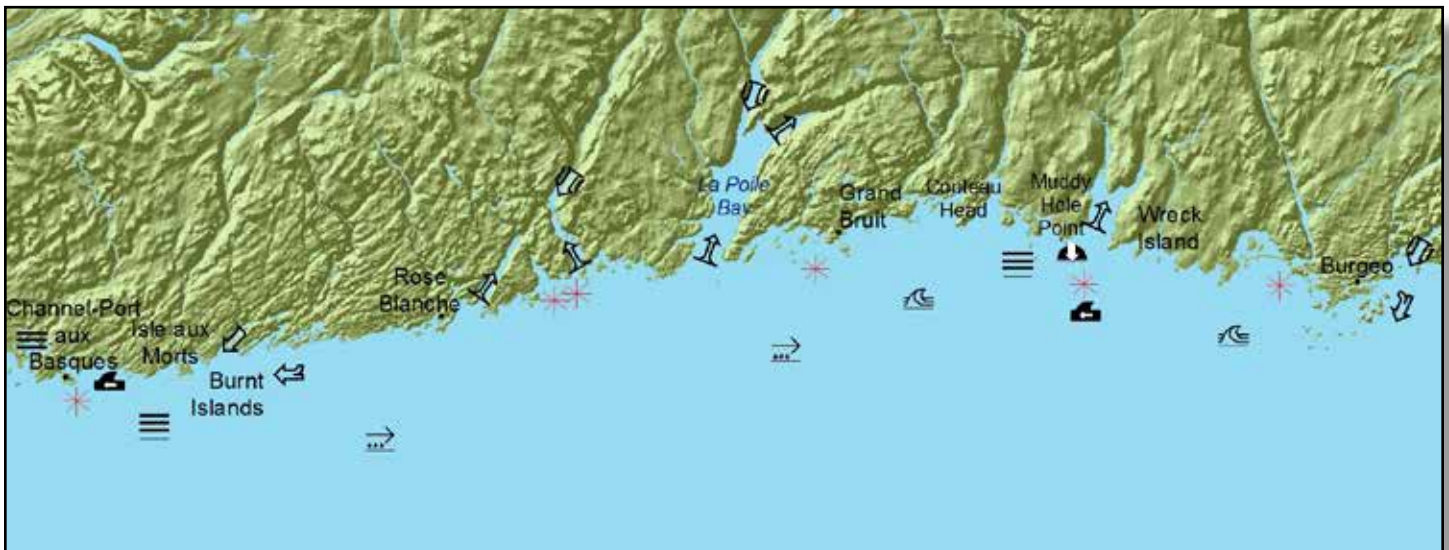 Channel-Port
aux
Basques
Isle aux
Morts
Burnt
Islands
Rose
Blanche
La Poile
Bay
Grand
Bruit
Couteau
Head
Muddy
Hole
Point
Wreck
Island
Burgeo